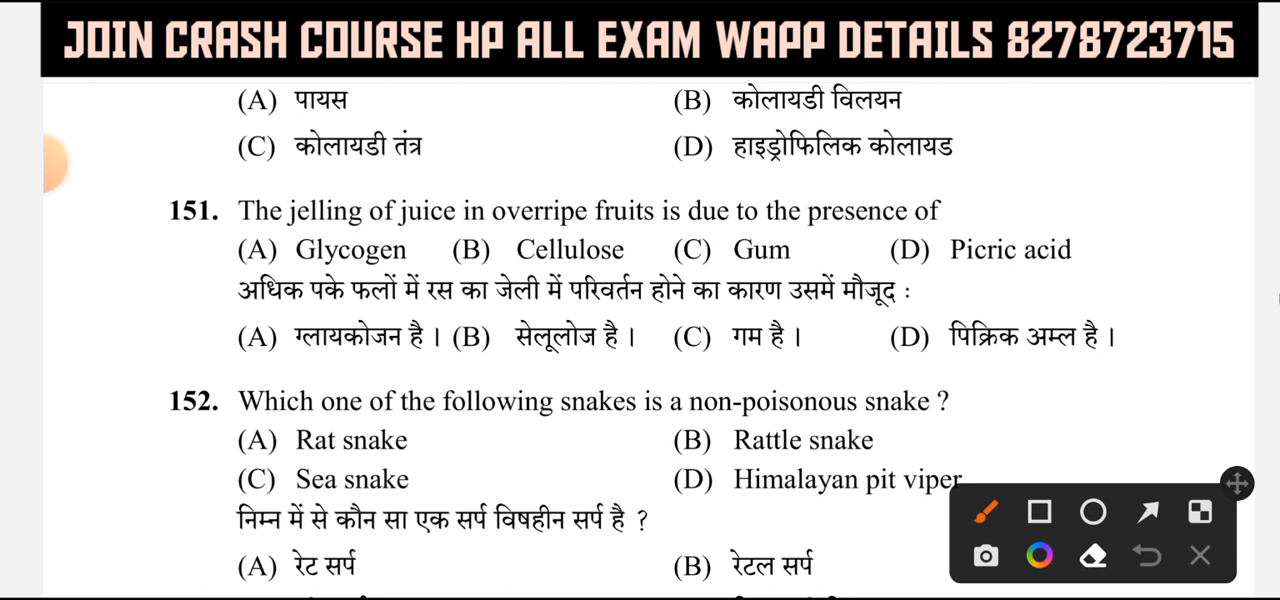 JOIN CRASH COURSE HP ALL EXAM WAPP DETAILS 8278723715
(A) पायस (B) कोलायडी विलयन
(C) कोलायडी तंत्र (D) हाइड्रोफिलिक कोलायड
151. The jelling of juice in overripe fruits is due to the presence of
(A) Glycogen (B) Cellulose (C) Gum (D) Picric acid
अधिक पके फलों में रस का जेली में परिवर्तन होने का कारण उसमें मौजूद :
(A) ग्लायकोजन है । (B) सेलूलोज है । (C) गम है । (D) पिक्रिक अम्ल है ।
152. Which one of the following snakes is a non-poisonous snake ?
(A) Rat snake (B) Rattle snake
(C) Sea snake (D) Himalayan pit viper
निम्न में से कौन सा एक सर्प विषहीन सर्प है ?
(A) रेट सर्प (B) रेटल सर्प